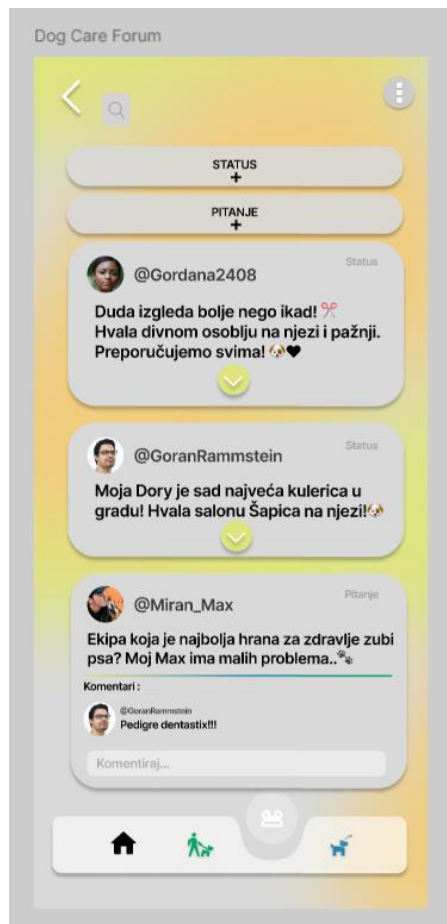 Dog Care Forum
STATUS
+
PITANJE
+
Status
@Gordana2408
Duda izgleda bolje nego ikad! ✂️
Hvala divnom osoblju na njezi i pažnji.
Preporučujemo svima! 🐶🖤
Status
@GoranRammstein
Moja Dory je sad najveća kulerica u
gradu! Hvala salonu Šapica na njezi!🐶
Pitanje
@Miran_Max
Ekipa koja je najbolja hrana za zdravlje zubi
psa? Moj Max ima malih problema..🐾
Komentari :
@GoranRammstein
Pedigre dentastix!!!
Komentiraj...